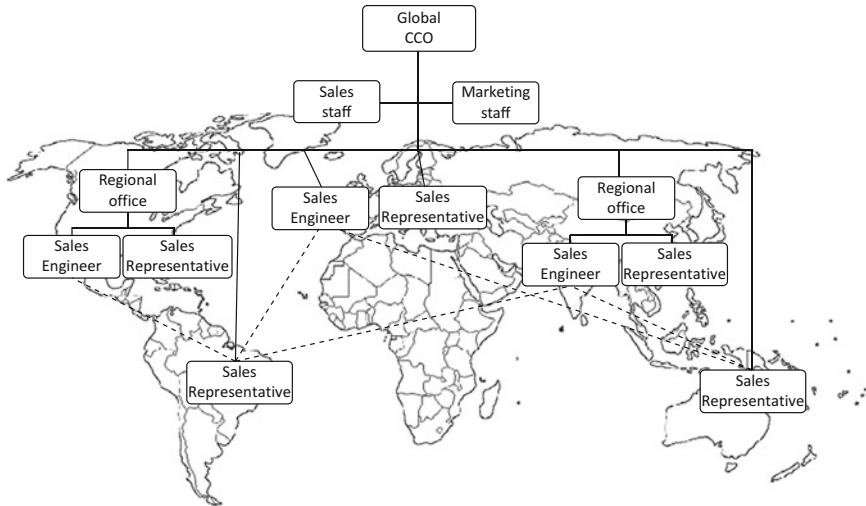 Global
CCO
Sales
staff
Marketing
staff
Regional
office
Sales
Engineer
Sales
Representative
Sales
Engineer
Sales
Representative
Regional
office
Sales
Engineer
Sales
Representative
Sales
Representative
Sales
Representative